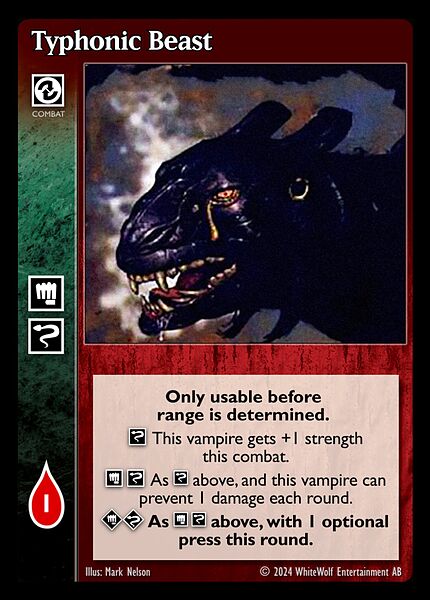 Typhonic Beast
COMBAT
Only usable before
range is determined.
This vampire gets +1 strength
this combat.
As above, and this vampire can
prevent 1 damage each round.
As above, with 1 optional
press this round.
1
Illus: Mark Nelson
© 2024 WhiteWolf Entertainment AB